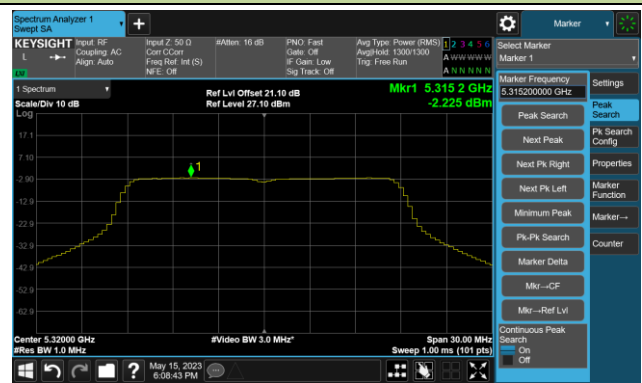 Spectrum Analyzer 1
Swept SA
+
Marker
KEYSIGHT
L
LW
Input: RF
Coupling: AC
Align: Auto
Input Z: 50 Ω
Corr CCorr
Freq Ref: Int (S)
NFE: Off
#Atten: 16 dB
PNO: Fast
Gate: Off
IF Gain: Low
Sig Track: Off
Avg Type: Power (RMS)
Avg|Hold: 1300/1300
Trig: Free Run
1 2 3 4 5 6
A W W W W W
A N N N N N
Select Marker
Marker 1
1 Spectrum
Scale/Div 10 dB
Log
Ref Lvl Offset 21.10 dB
Ref Level 27.10 dBm
Mkr1 5.315 2 GHz
-2.225 dBm
17.1
7.10
-2.90
-12.9
-22.9
-32.9
-42.9
-52.9
-62.9
1
Center 5.32000 GHz
#Res BW 1.0 MHz
#Video BW 3.0 MHz*
Span 30.00 MHz
Sweep 1.00 ms (101 pts)
Marker Frequency
5.315200000 GHz
Peak Search
Next Peak
Next Pk Right
Next Pk Left
Minimum Peak
Pk-Pk Search
Marker Delta
Mkr→CF
Mkr→Ref Lvl
Continuous Peak
Search
On
Off
Settings
Peak
Search
Pk Search
Config
Properties
Marker
Function
Marker→
Counter
?
May 15, 2023
6:08:43 PM